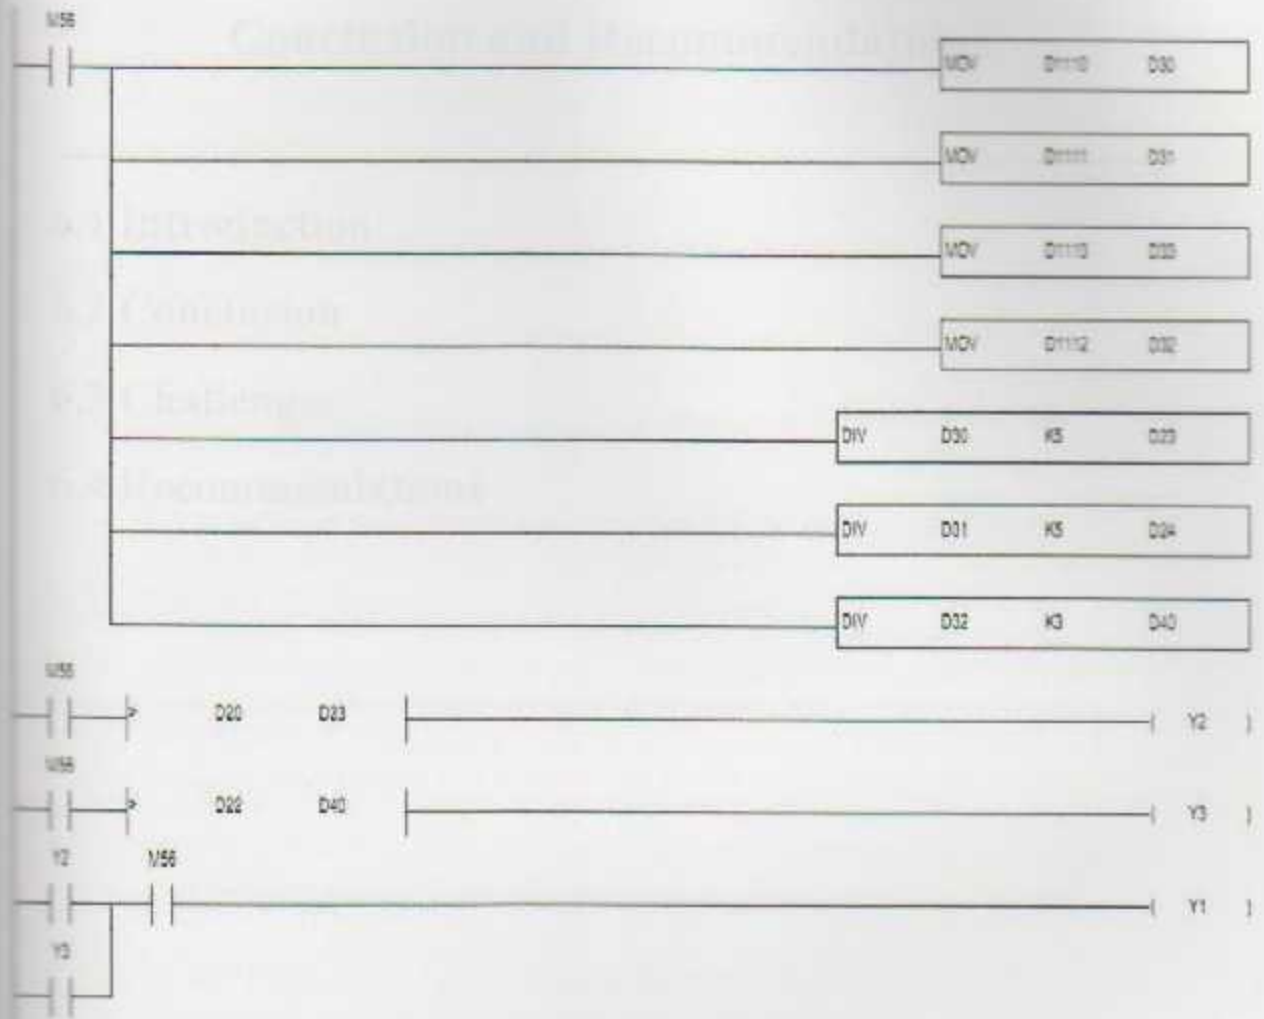 M56
MOV D1110 D30
MOV D1111 D31
MOV D1113 D33
MOV D1112 D32
DIV D30 K5 D23
DIV D31 K5 D24
DIV D32 K3 D40
M56
> D20 D23 ( Y2 )
M56
> D22 D40 ( Y3 )
Y2 M56
( Y1 )
Y3